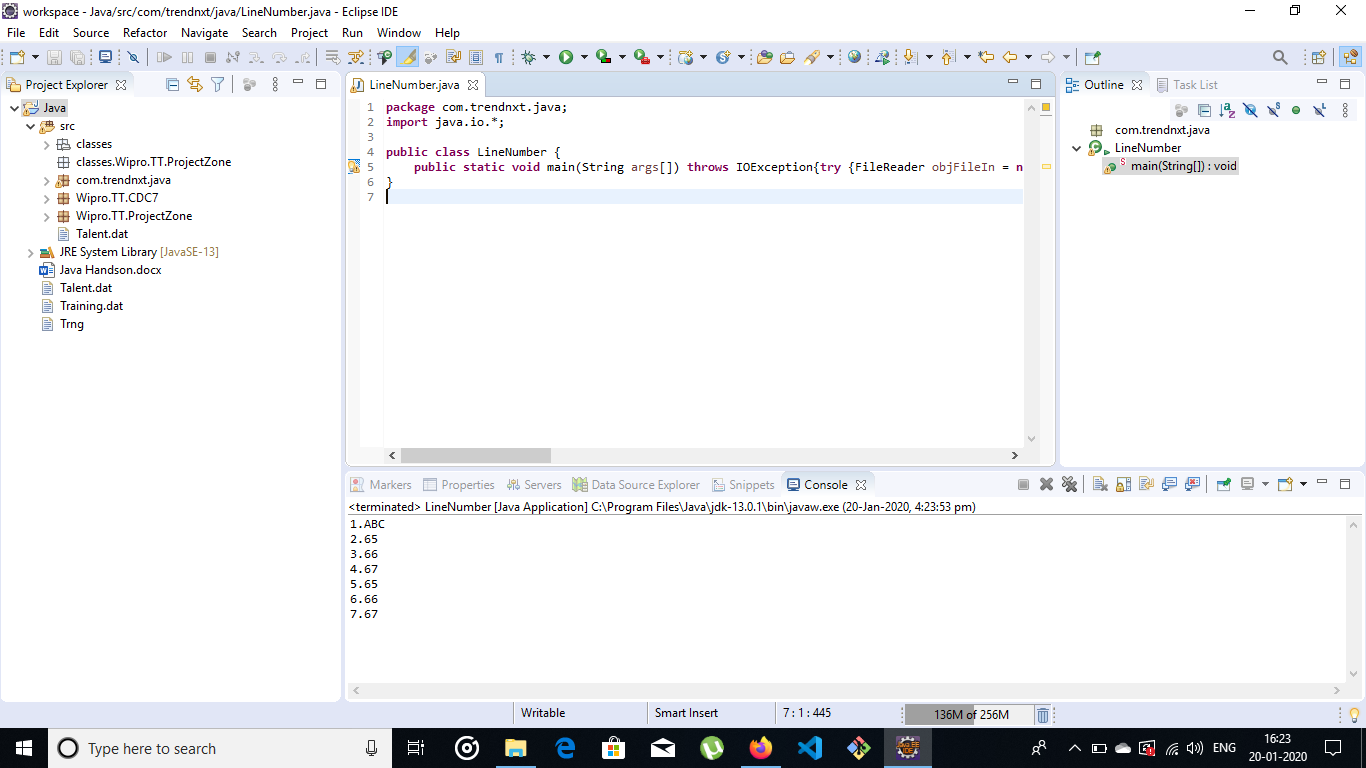 workspace - Java/src/com/trendnxt/java/LineNumber.java - Eclipse IDE
File Edit Source Refactor Navigate Search Project Run Window Help
Project Explorer
Java
src
classes
classes.Wipro.TT.ProjectZone
com.trendnxt.java
Wipro.TT.CDC7
Wipro.TT.ProjectZone
Talent.dat
JRE System Library [JavaSE-13]
Java Handson.docx
Talent.dat
Training.dat
Trng
LineNumber.java
1 package com.trendnxt.java;
2 import java.io.*;
3
4 public class LineNumber {
5 public static void main(String args[]) throws IOException{try {FileReader objFileIn = n
6 }
7
Outline Task List
com.trendnxt.java
LineNumber
main(String[]) : void
Markers Properties Servers Data Source Explorer Snippets Console
<terminated> LineNumber [Java Application] C:\Program Files\Java\jdk-13.0.1\bin\javaw.exe (20-Jan-2020, 4:23:53 pm)
1.ABC
2.65
3.66
4.67
5.65
6.66
7.67
Writable Smart Insert 7 : 1 : 445 136M of 256M
Type here to search
ENG
16:23
20-01-2020